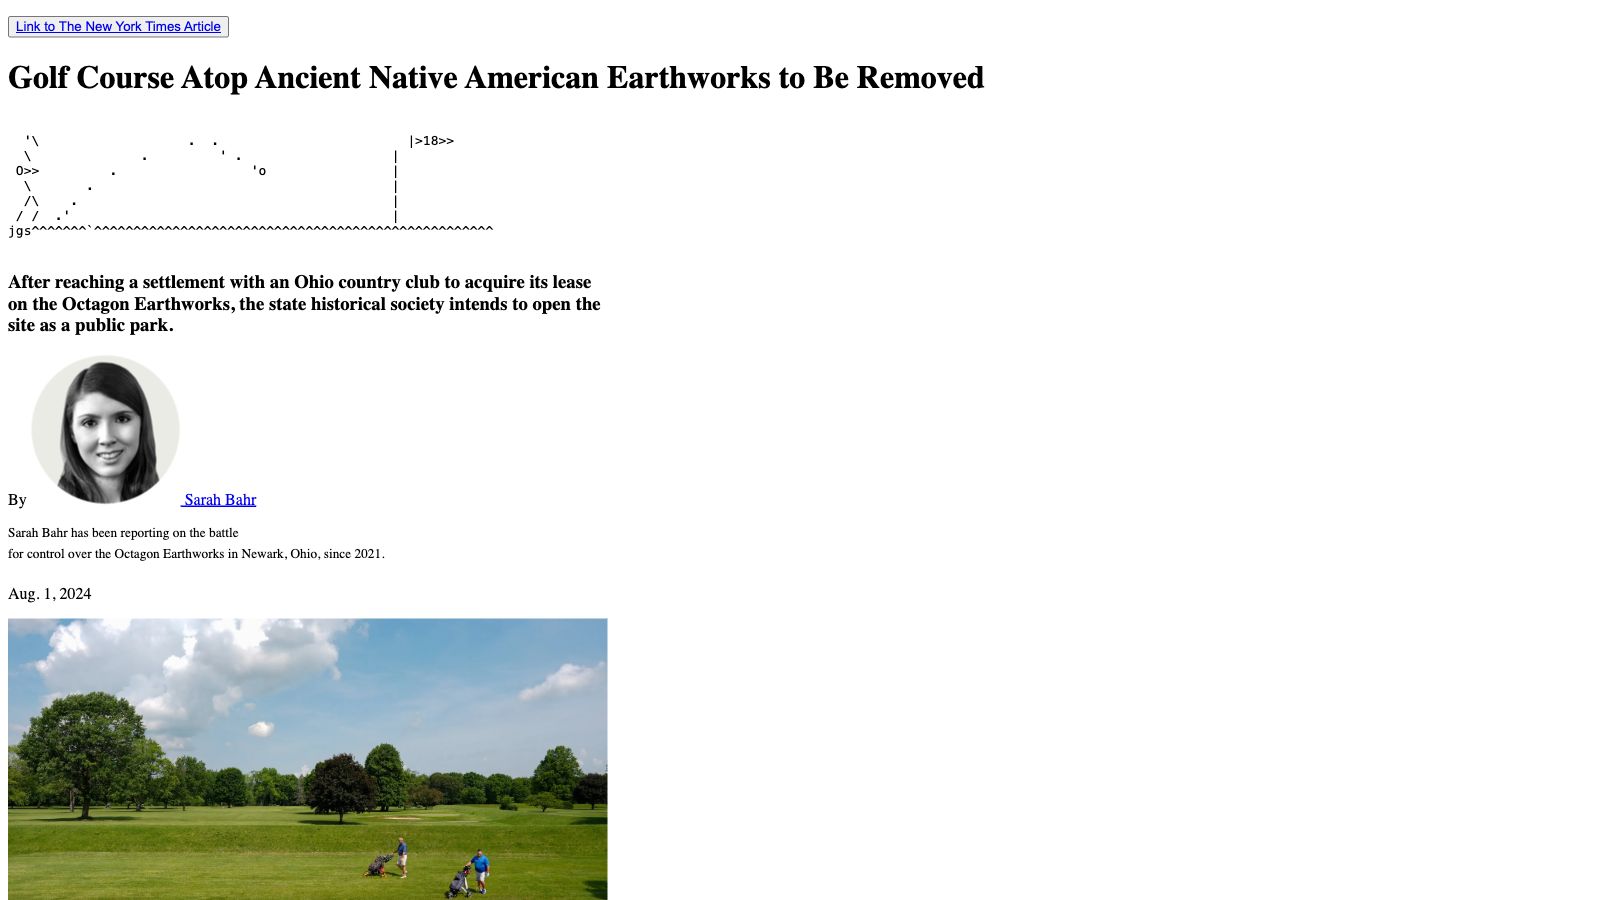 Link to The New York Times Article
Golf Course Atop Ancient Native American Earthworks to Be Removed
|>18>>
O>>
'o
jgs
After reaching a settlement with an Ohio country club to acquire its lease
on the Octagon Earthworks, the state historical society intends to open the
site as a public park.
By Sarah Bahr
Sarah Bahr has been reporting on the battle
for control over the Octagon Earthworks in Newark, Ohio, since 2021.
Aug. 1, 2024